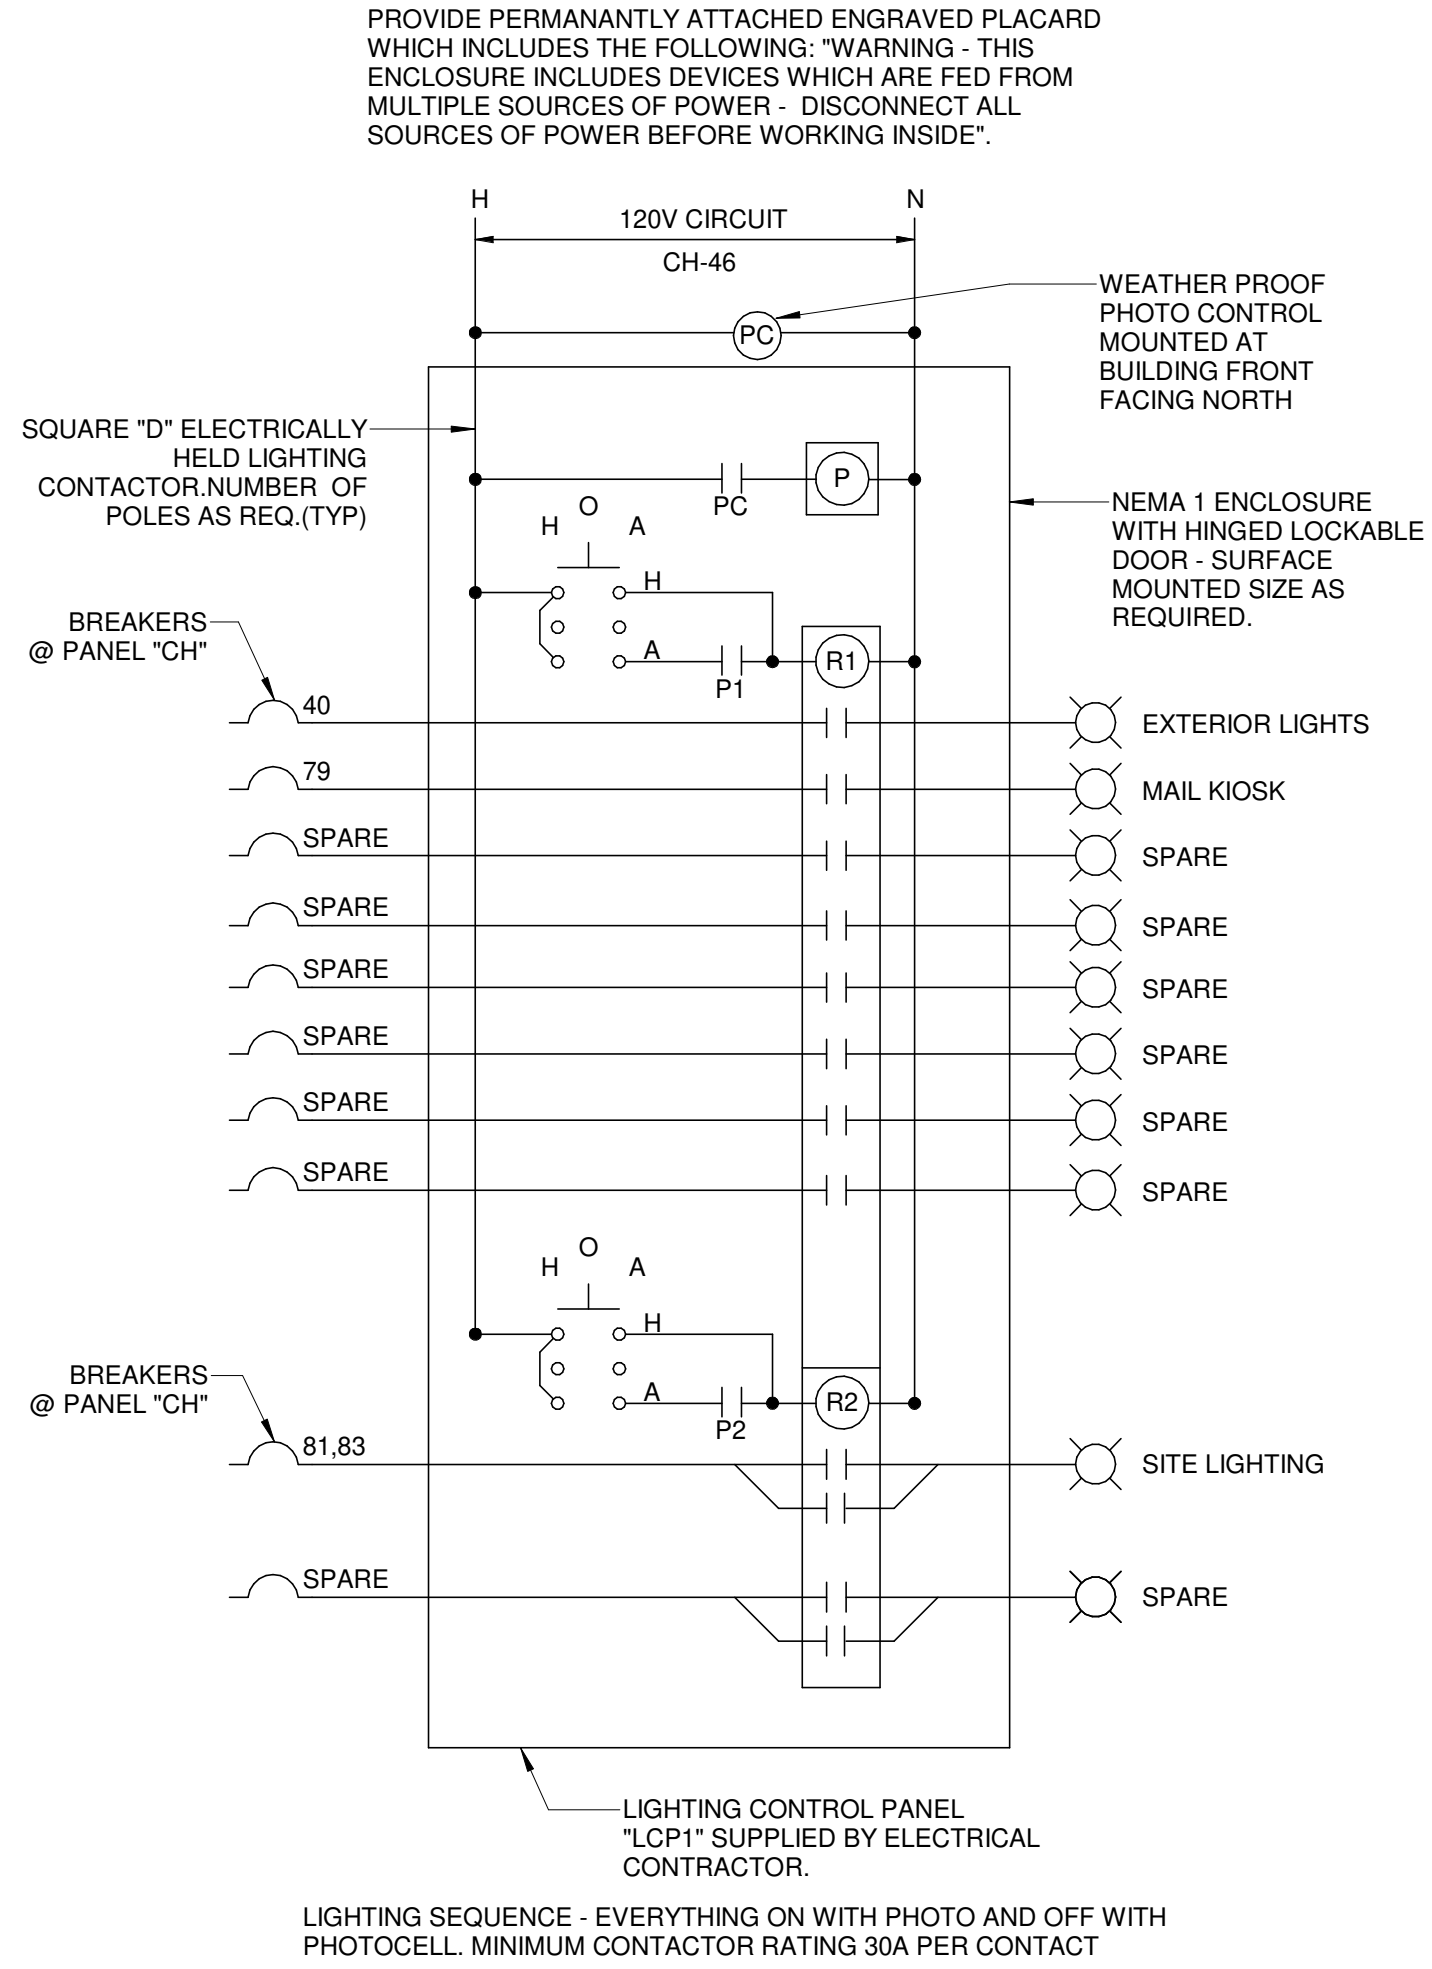 PROVIDE PERMANANTLY ATTACHED ENGRAVED PLACARD
WHICH INCLUDES THE FOLLOWING: "WARNING - THIS
ENCLOSURE INCLUDES DEVICES WHICH ARE FED FROM
MULTIPLE SOURCES OF POWER - DISCONNECT ALL
SOURCES OF POWER BEFORE WORKING INSIDE".
H
N
120V CIRCUIT
CH-46
PC
WEATHER PROOF
PHOTO CONTROL
MOUNTED AT
BUILDING FRONT
FACING NORTH
SQUARE "D" ELECTRICALLY
HELD LIGHTING
CONTACTOR.NUMBER OF
POLES AS REQ.(TYP)
PC
P
NEMA 1 ENCLOSURE
WITH HINGED LOCKABLE
DOOR - SURFACE
MOUNTED SIZE AS
REQUIRED.
H O A
H
A
P1
R1
BREAKERS
@ PANEL "CH"
40
EXTERIOR LIGHTS
79
MAIL KIOSK
SPARE
SPARE
SPARE
SPARE
SPARE
SPARE
SPARE
SPARE
SPARE
SPARE
SPARE
SPARE
H O A
H
A
P2
R2
BREAKERS
@ PANEL "CH"
81,83
SITE LIGHTING
SPARE
SPARE
LIGHTING CONTROL PANEL
"LCP1" SUPPLIED BY ELECTRICAL
CONTRACTOR.
LIGHTING SEQUENCE - EVERYTHING ON WITH PHOTO AND OFF WITH
PHOTOCELL. MINIMUM CONTACTOR RATING 30A PER CONTACT